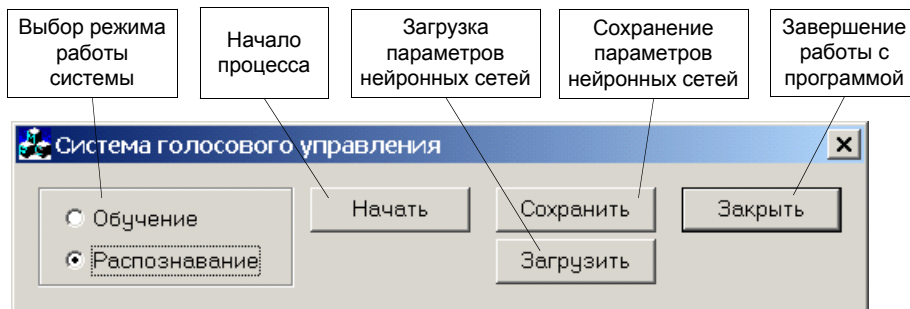 Выбор режима
работы
системы
Начало
процесса
Загрузка
параметров
нейронных сетей
Сохранение
параметров
нейронных сетей
Завершение
работы с
программой
Система голосового управления
Обучение
Распознавание
Начать
Сохранить
Загрузить
Закрыть